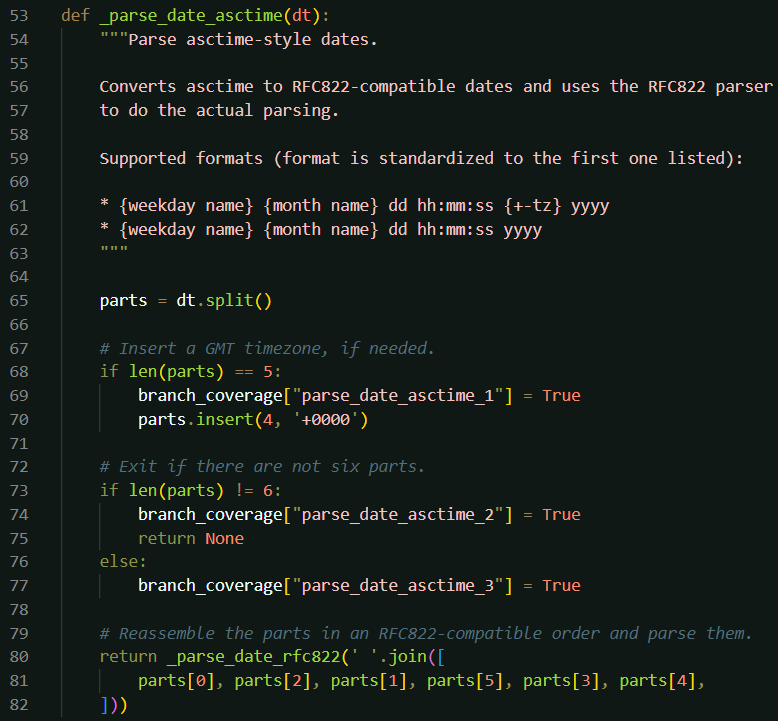 53 def _parse_date_asctime(dt):
54     """Parse asctime-style dates.
55
56     Converts asctime to RFC822-compatible dates and uses the RFC822 parser
57     to do the actual parsing.
58
59     Supported formats (format is standardized to the first one listed):
60
61     * {weekday name} {month name} dd hh:mm:ss {+-tz} yyyy
62     * {weekday name} {month name} dd hh:mm:ss yyyy
63     """
64
65     parts = dt.split()
66
67     # Insert a GMT timezone, if needed.
68     if len(parts) == 5:
69         branch_coverage["parse_date_asctime_1"] = True
70         parts.insert(4, '+0000')
71
72     # Exit if there are not six parts.
73     if len(parts) != 6:
74         branch_coverage["parse_date_asctime_2"] = True
75         return None
76     else:
77         branch_coverage["parse_date_asctime_3"] = True
78
79     # Reassemble the parts in an RFC822-compatible order and parse them.
80     return _parse_date_rfc822(' '.join([
81         parts[0], parts[2], parts[1], parts[5], parts[3], parts[4],
82     ]))